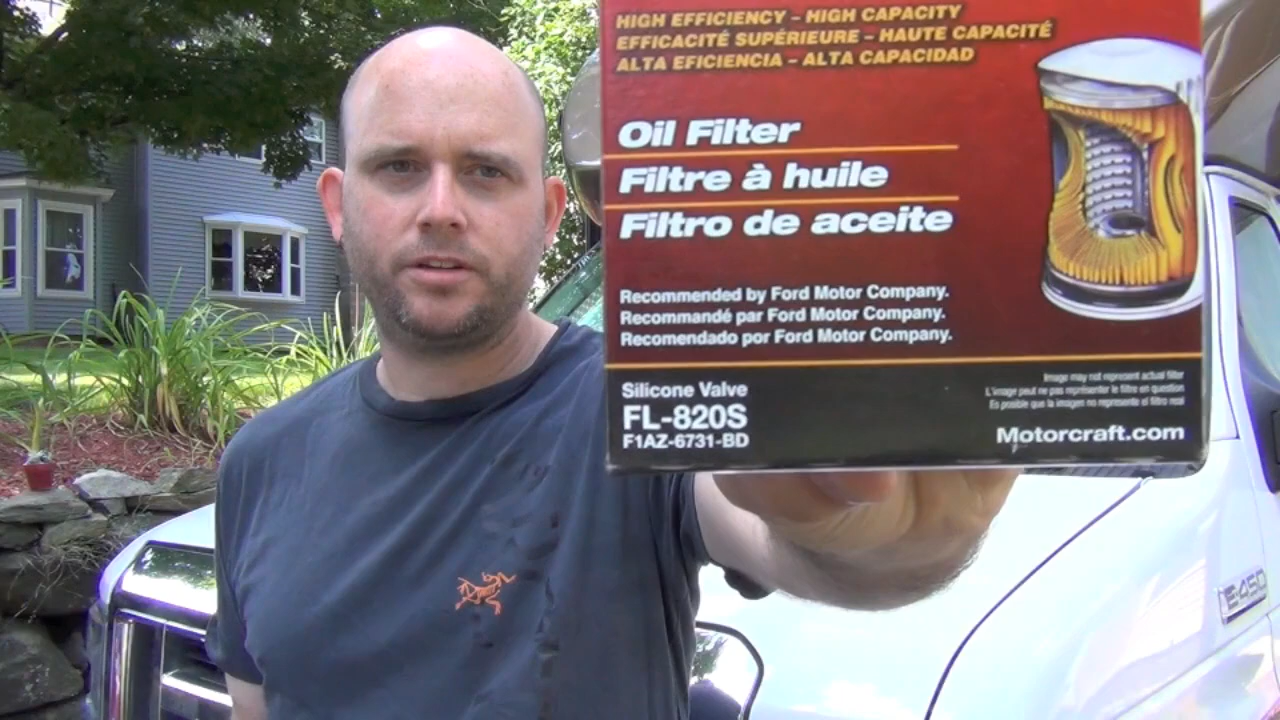 HIGH EFFICIENCY – HIGH CAPACITY
EFFICACITÉ SUPÉRIEURE – HAUTE CAPACITÉ
ALTA EFICIENCIA – ALTA CAPACIDAD
Oil Filter
Filtre à huile
Filtro de aceite
Recommended by Ford Motor Company.
Recommandé par Ford Motor Company.
Recomendado por Ford Motor Company.
Silicone Valve
FL-820S
F1AZ-6731-BD
Image may not represent actual filter
L'image peut ne pas représenter le filtre en question
Es posible que la imagen no represente el filtro real
Motorcraft.com
E-450